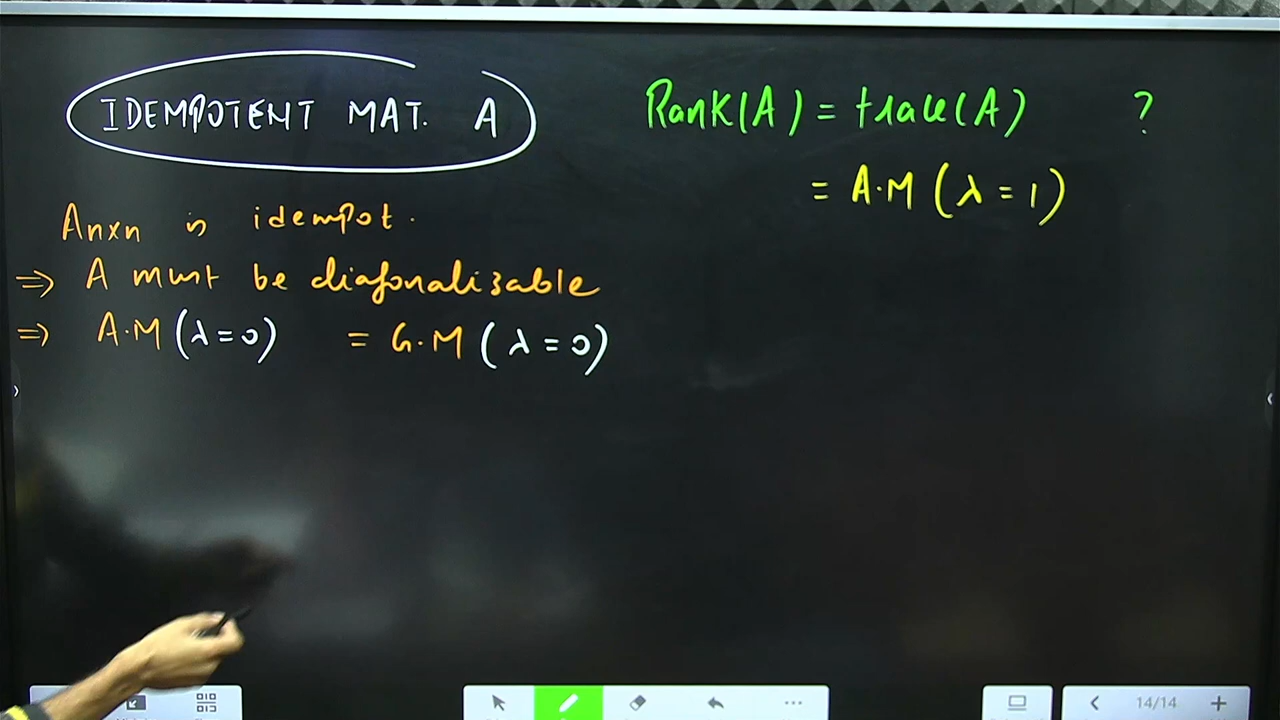 IDEMPOTENT MAT. A
Rank(A) = trace(A) ?
= A.M (λ = 1)
Anxn is idempot.
⇒ A must be diagonalizable
⇒ A.M (λ=0) = G.M (λ = 0)
14/14